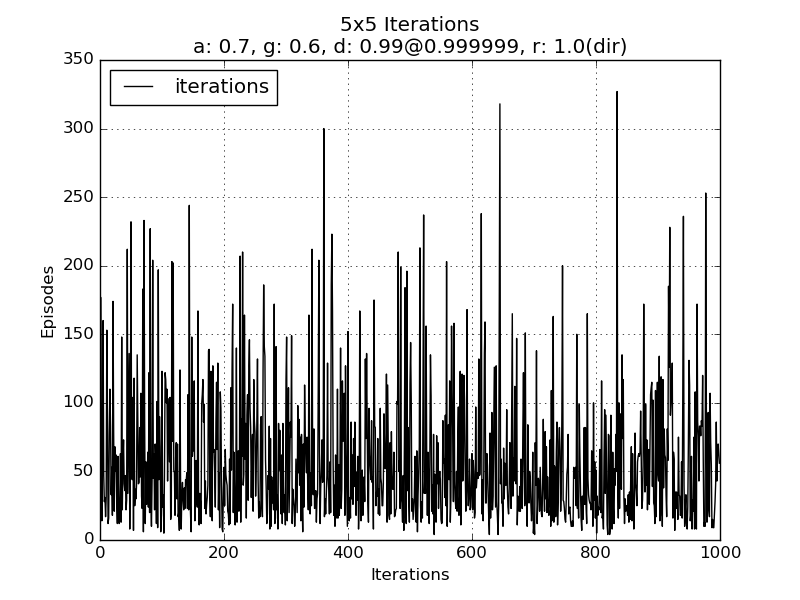 5x5 Iterations
a: 0.7, g: 0.6, d: 0.99@0.999999, r: 1.0(dir)
350
iterations
300
250
200
150
100
50
0
Episodes
0 200 400 600 800 1000
Iterations